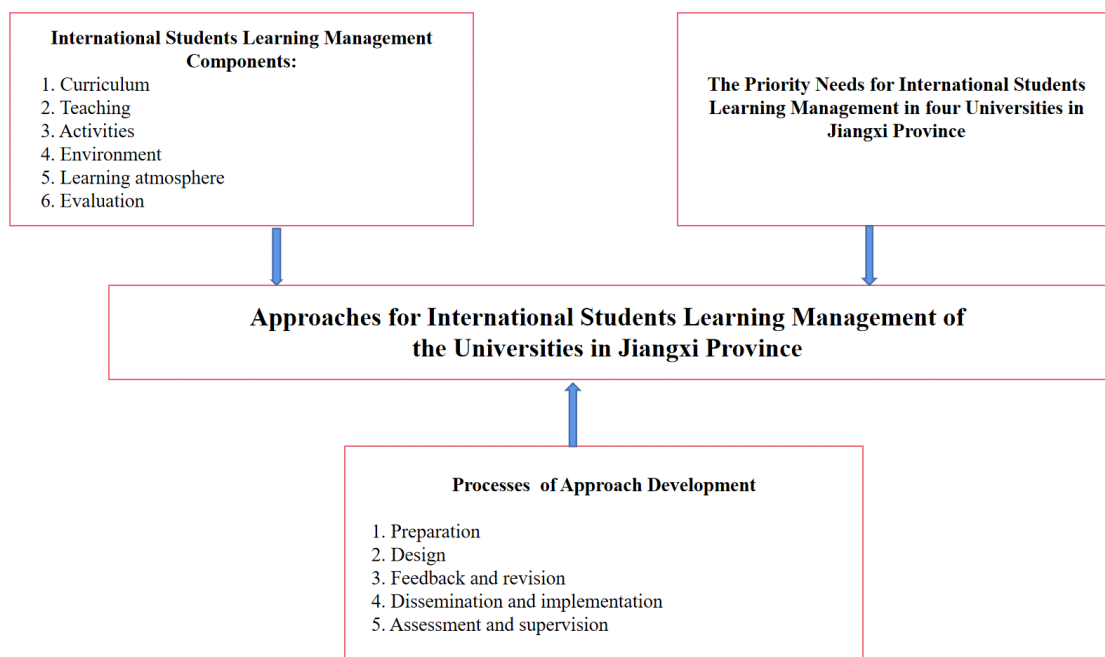 International Students Learning Management
Components:
1. Curriculum
2. Teaching
3. Activities
4. Environment
5. Learning atmosphere
6. Evaluation
The Priority Needs for International Students
Learning Management in four Universities in
Jiangxi Province
Approaches for International Students Learning Management of
the Universities in Jiangxi Province
Processes of Approach Development
1. Preparation
2. Design
3. Feedback and revision
4. Dissemination and implementation
5. Assessment and supervision